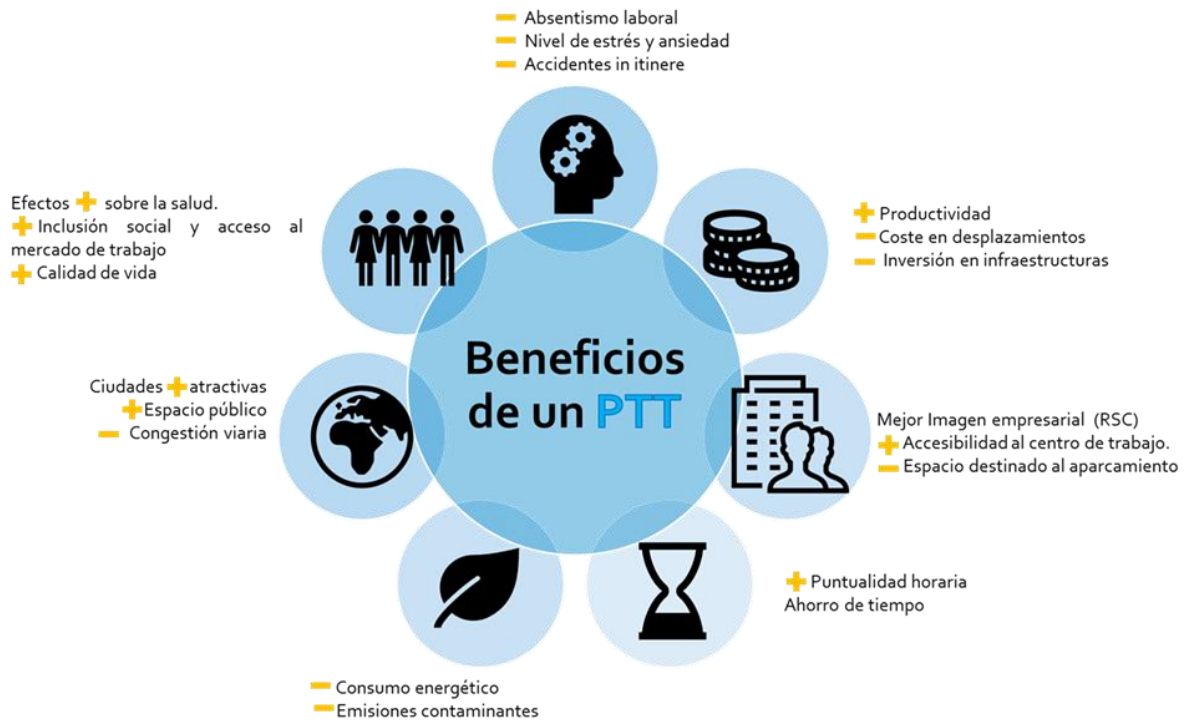 − Absentismo laboral
− Nivel de estrés y ansiedad
− Accidentes in itinere
Efectos + sobre la salud.
+ Inclusión social y acceso al
mercado de trabajo
+ Calidad de vida
+ Productividad
− Coste en desplazamientos
− Inversión en infraestructuras
Beneficios
de un PTT
Ciudades + atractivas
+ Espacio público
− Congestión viaria
Mejor Imagen empresarial (RSC)
+ Accesibilidad al centro de trabajo.
− Espacio destinado al aparcamiento
+ Puntualidad horaria
Ahorro de tiempo
− Consumo energético
− Emisiones contaminantes